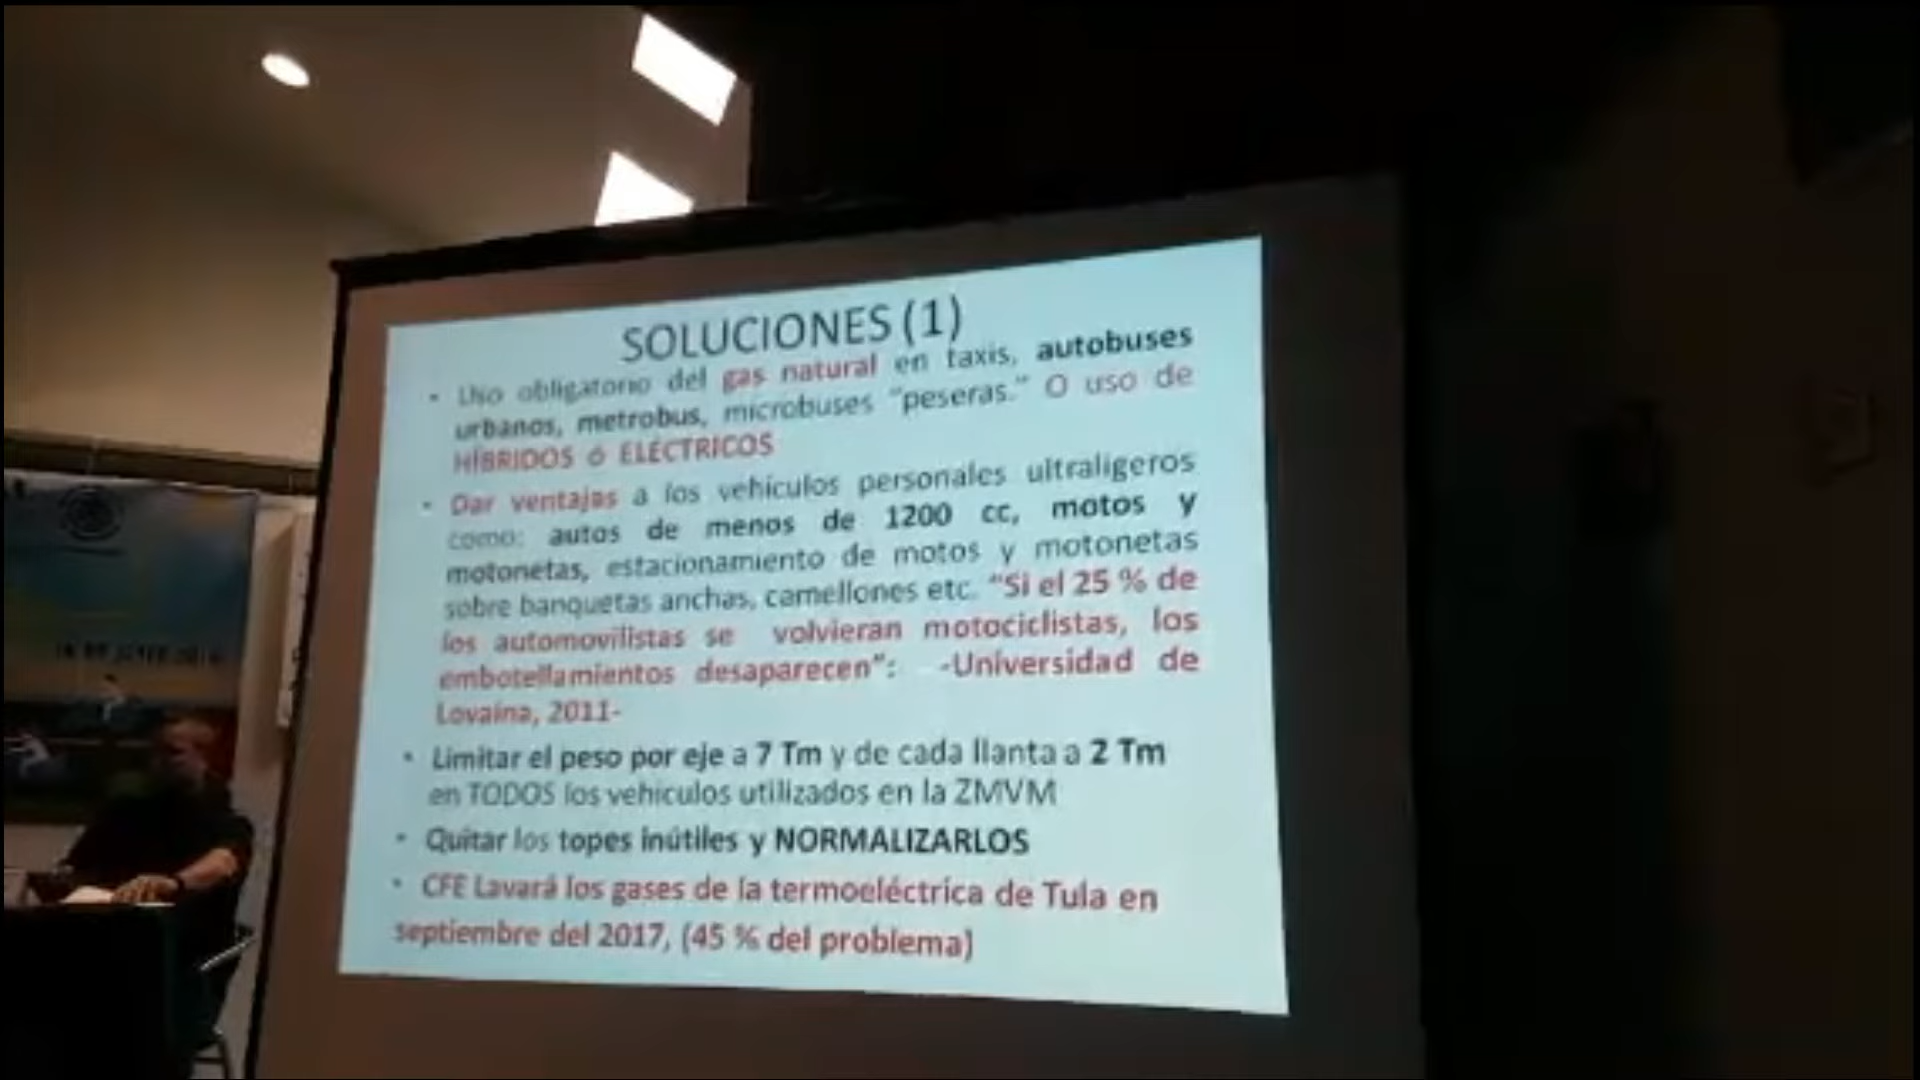 SOLUCIONES (1)
• Uso obligatorio del gas natural en taxis, autobuses
urbanos, metrobus, microbuses "peseras." O uso de
HÍBRIDOS ó ELÉCTRICOS
• Dar ventajas a los vehículos personales ultraligeros
como: autos de menos de 1200 cc, motos y
motonetas, estacionamiento de motos y motonetas
sobre banquetas anchas, camellones etc. "Si el 25 % de
los automovilistas se volvieran motociclistas, los
embotellamientos desaparecen": -Universidad de
Lovaina, 2011-
• Limitar el peso por eje a 7 Tm y de cada llanta a 2 Tm
en TODOS los vehículos utilizados en la ZMVM
• Quitar los topes inútiles y NORMALIZARLOS
• CFE Lavará los gases de la termoeléctrica de Tula en
septiembre del 2017, (45 % del problema)